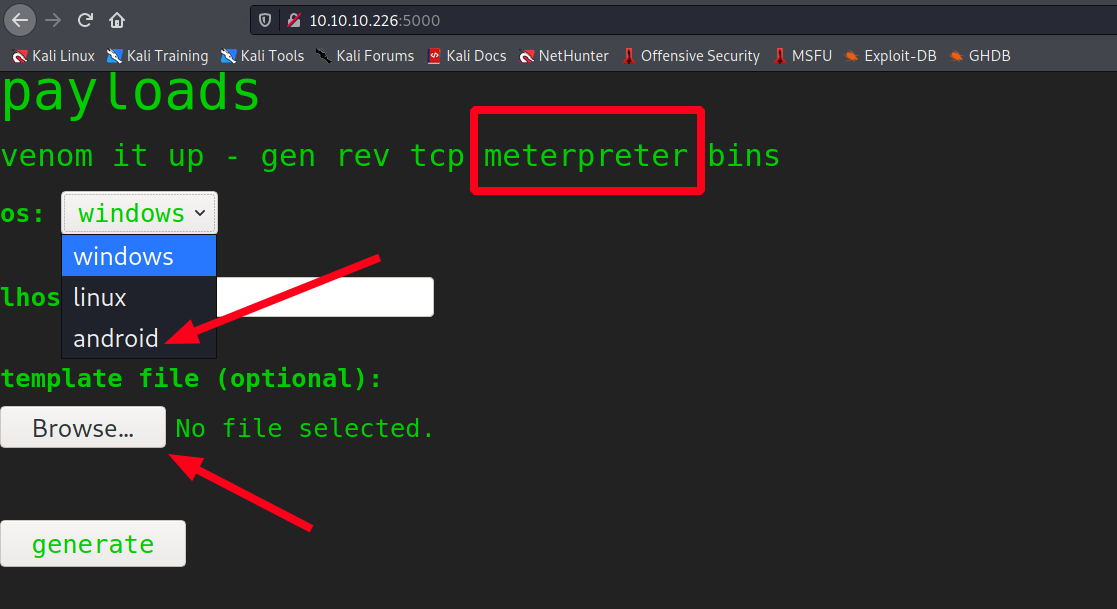 10.10.10.226:5000
Kali Linux Kali Training Kali Tools Kali Forums Kali Docs NetHunter Offensive Security MSFU Exploit-DB GHDB
payloads
venom it up - gen rev tcp meterpreter bins
os: windows
windows
linux
android
lhos
template file (optional):
Browse... No file selected.
generate